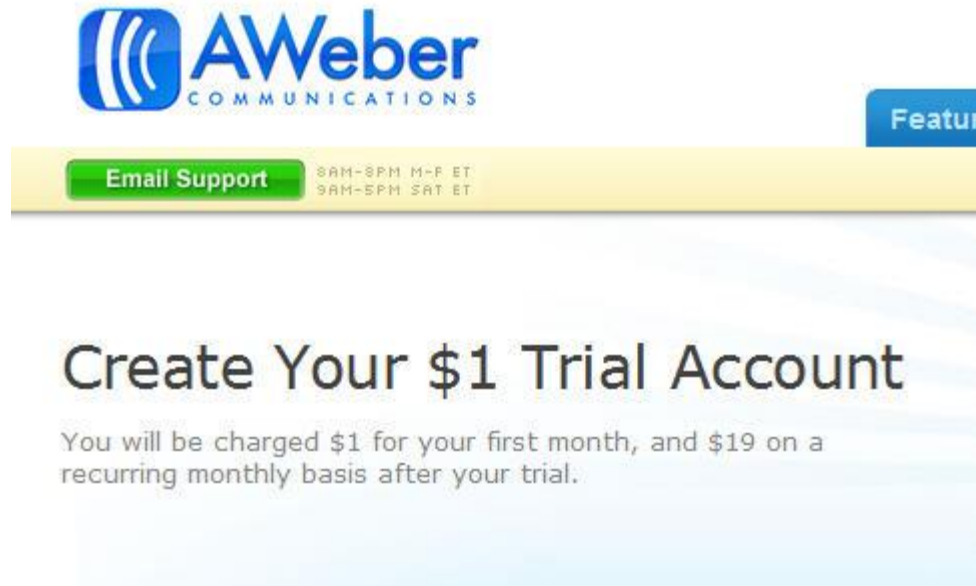 AWeber
COMMUNICATIONS
Featur
Email Support
8AM-8PM M-F ET
9AM-5PM SAT ET
Create Your $1 Trial Account
You will be charged $1 for your first month, and $19 on a
recurring monthly basis after your trial.